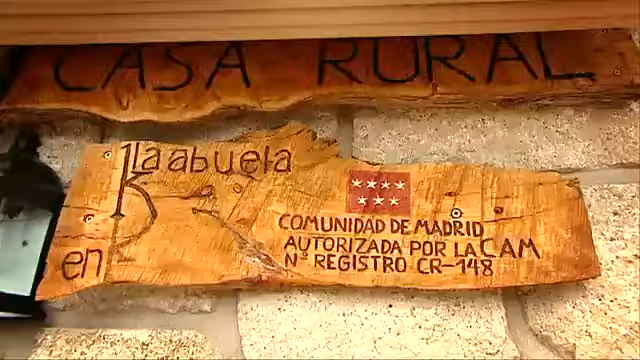 CASA RURAL
La abuela
en
COMUNIDAD DE MADRID
AUTORIZADA POR LA CAM
Nº REGISTRO CR-148